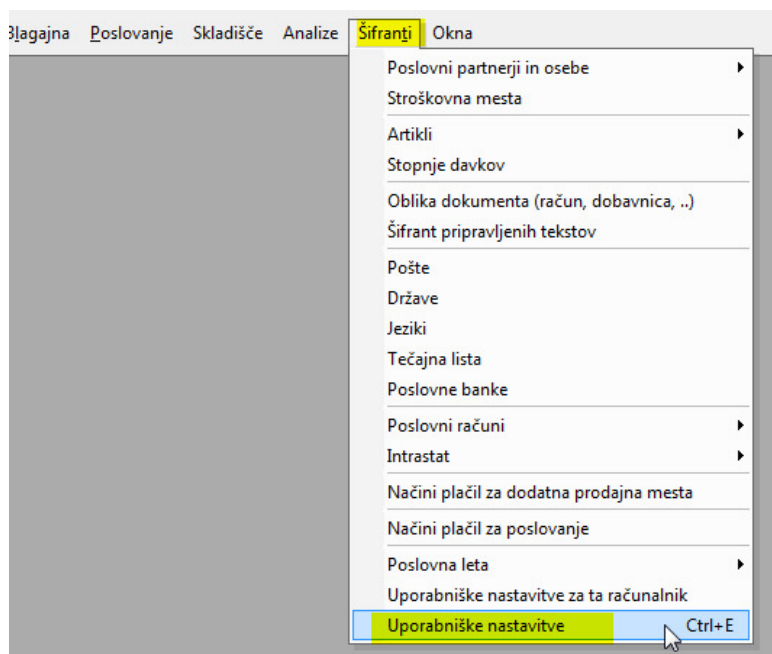 Blagajna Poslovanje Skladišče Analize Šifranti Okna
Poslovni partnerji in osebe
Stroškovna mesta
Artikli
Stopnje davkov
Oblika dokumenta (račun, dobavnica, ..)
Šifrant pripravljenih tekstov
Pošte
Države
Jeziki
Tečajna lista
Poslovne banke
Poslovni računi
Intrastat
Načini plačil za dodatna prodajna mesta
Načini plačil za poslovanje
Poslovna leta
Uporabniške nastavitve za ta računalnik
Uporabniške nastavitve Ctrl+E